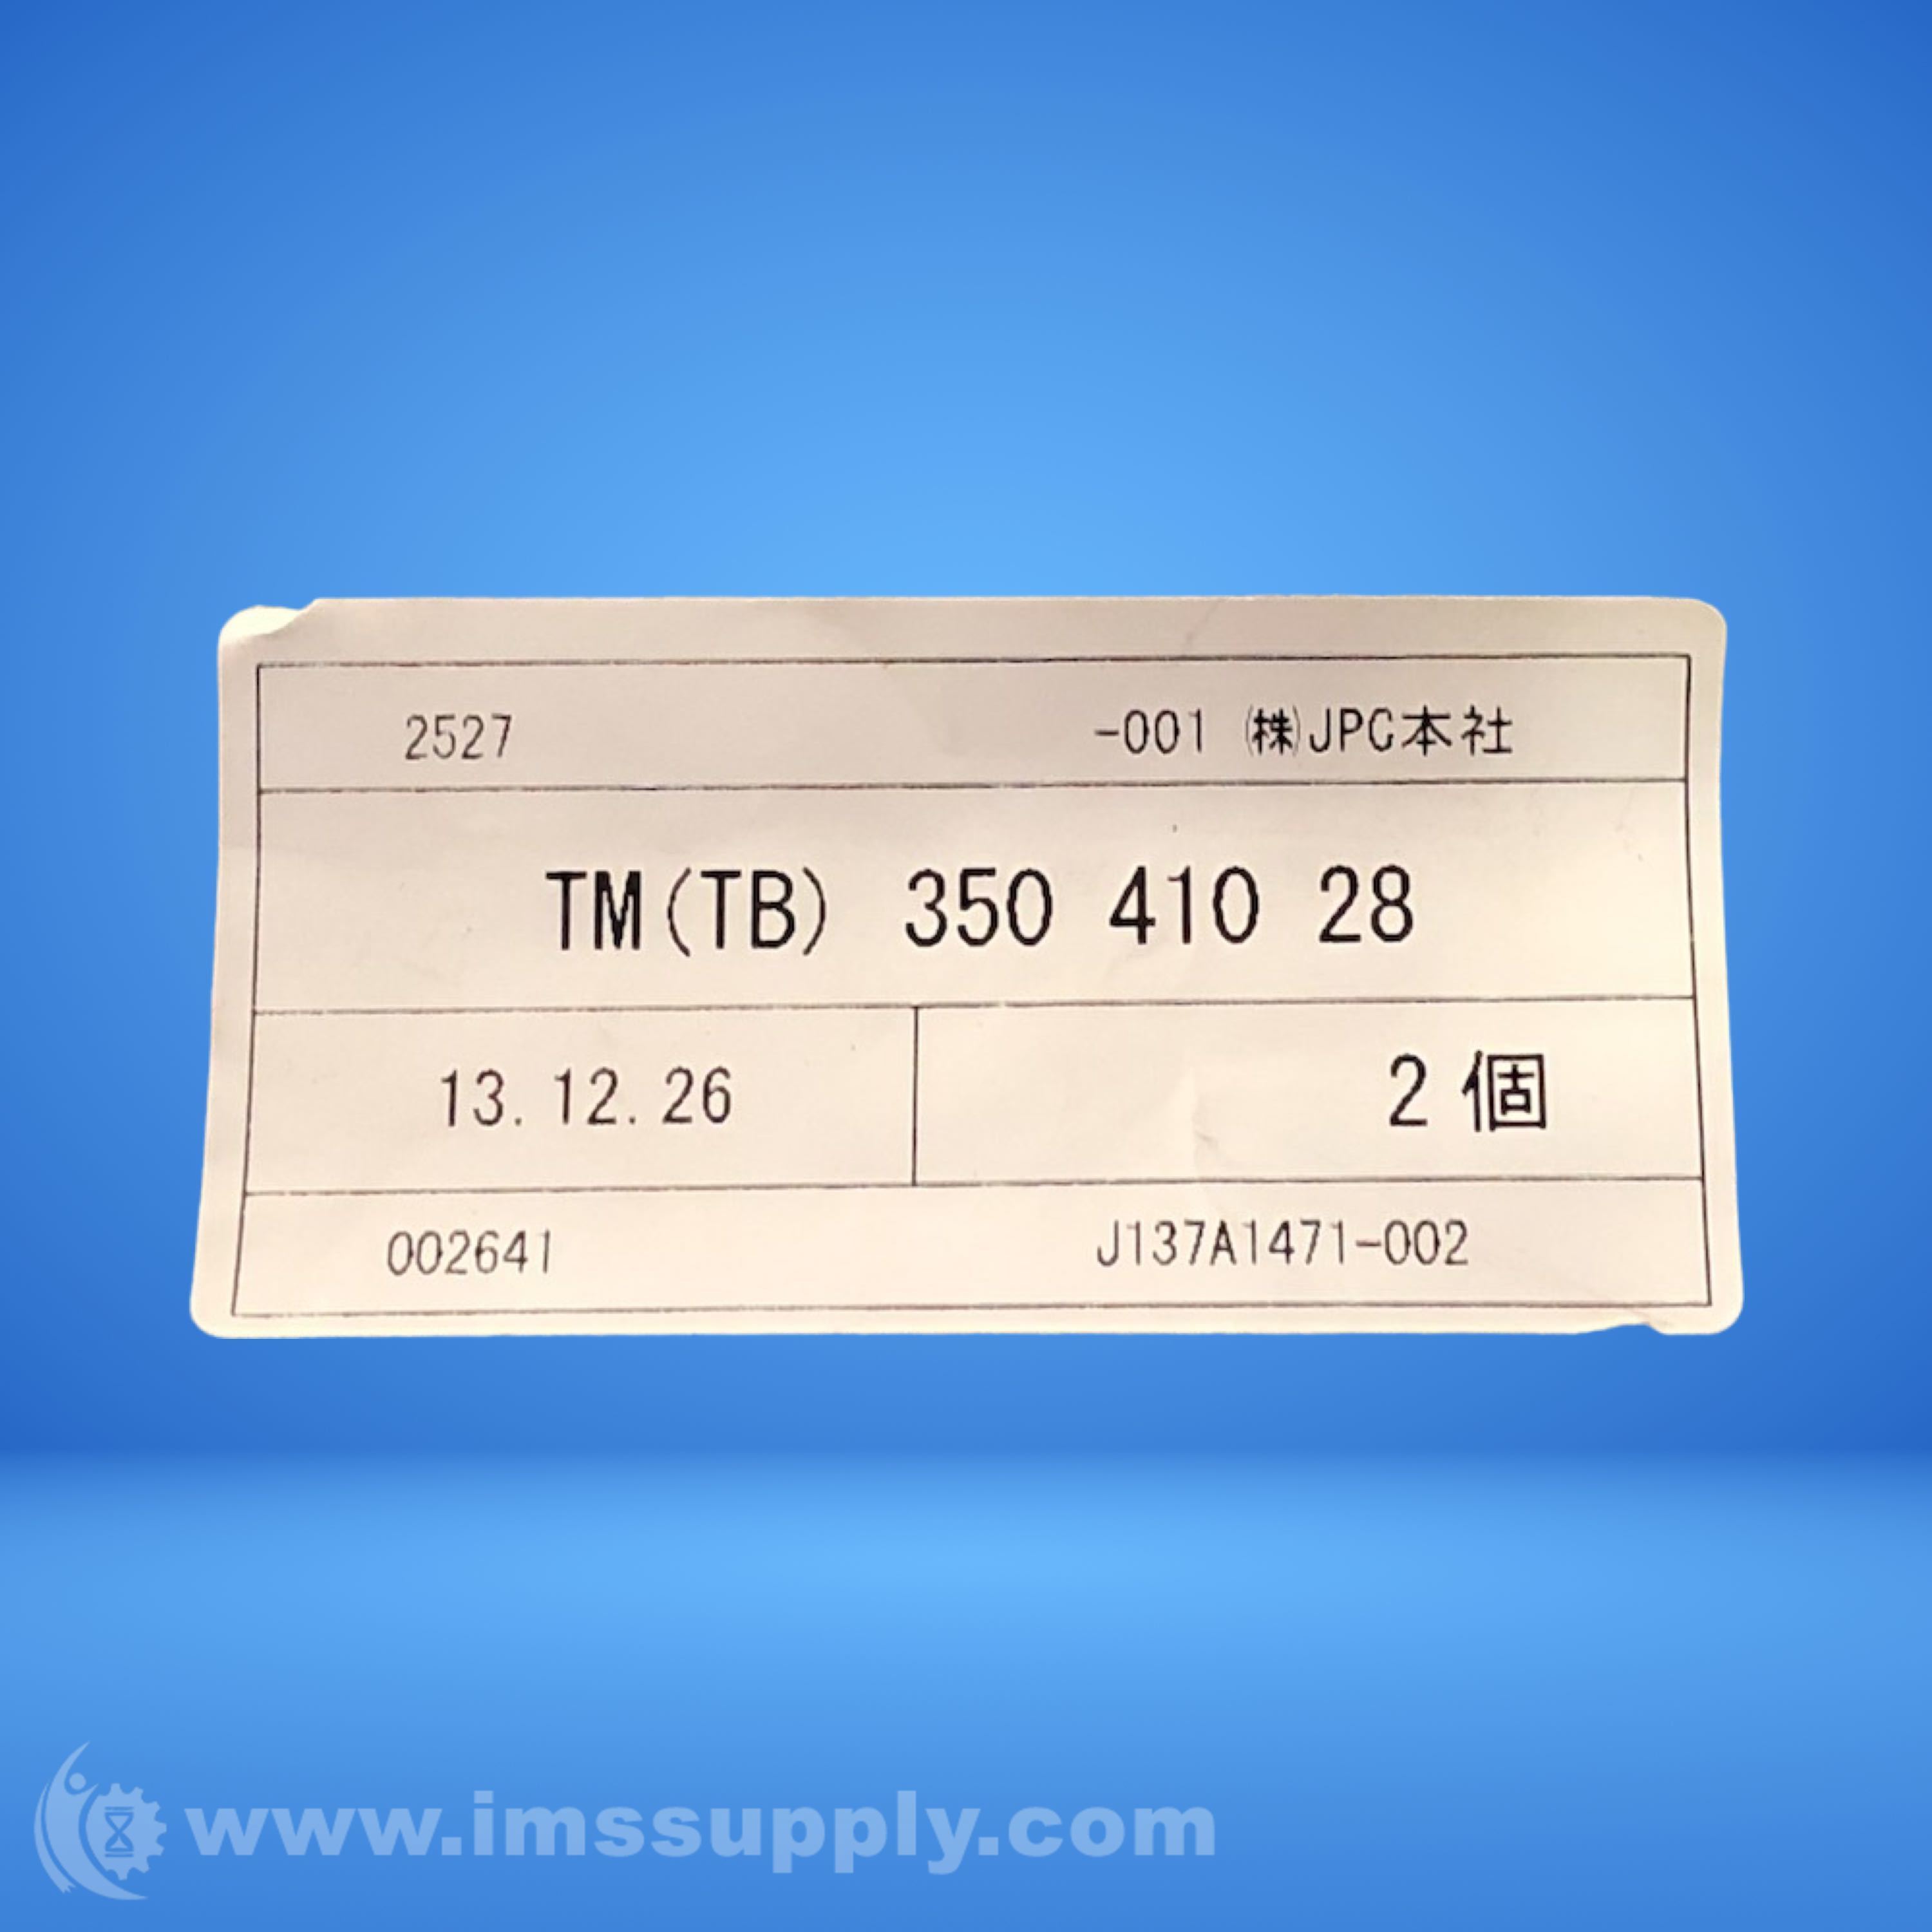 2527 -001 ㈱JPC本社
TM(TB) 350 410 28
13.12.26 2個
002641 J137A1471-002
www.imssupply.com